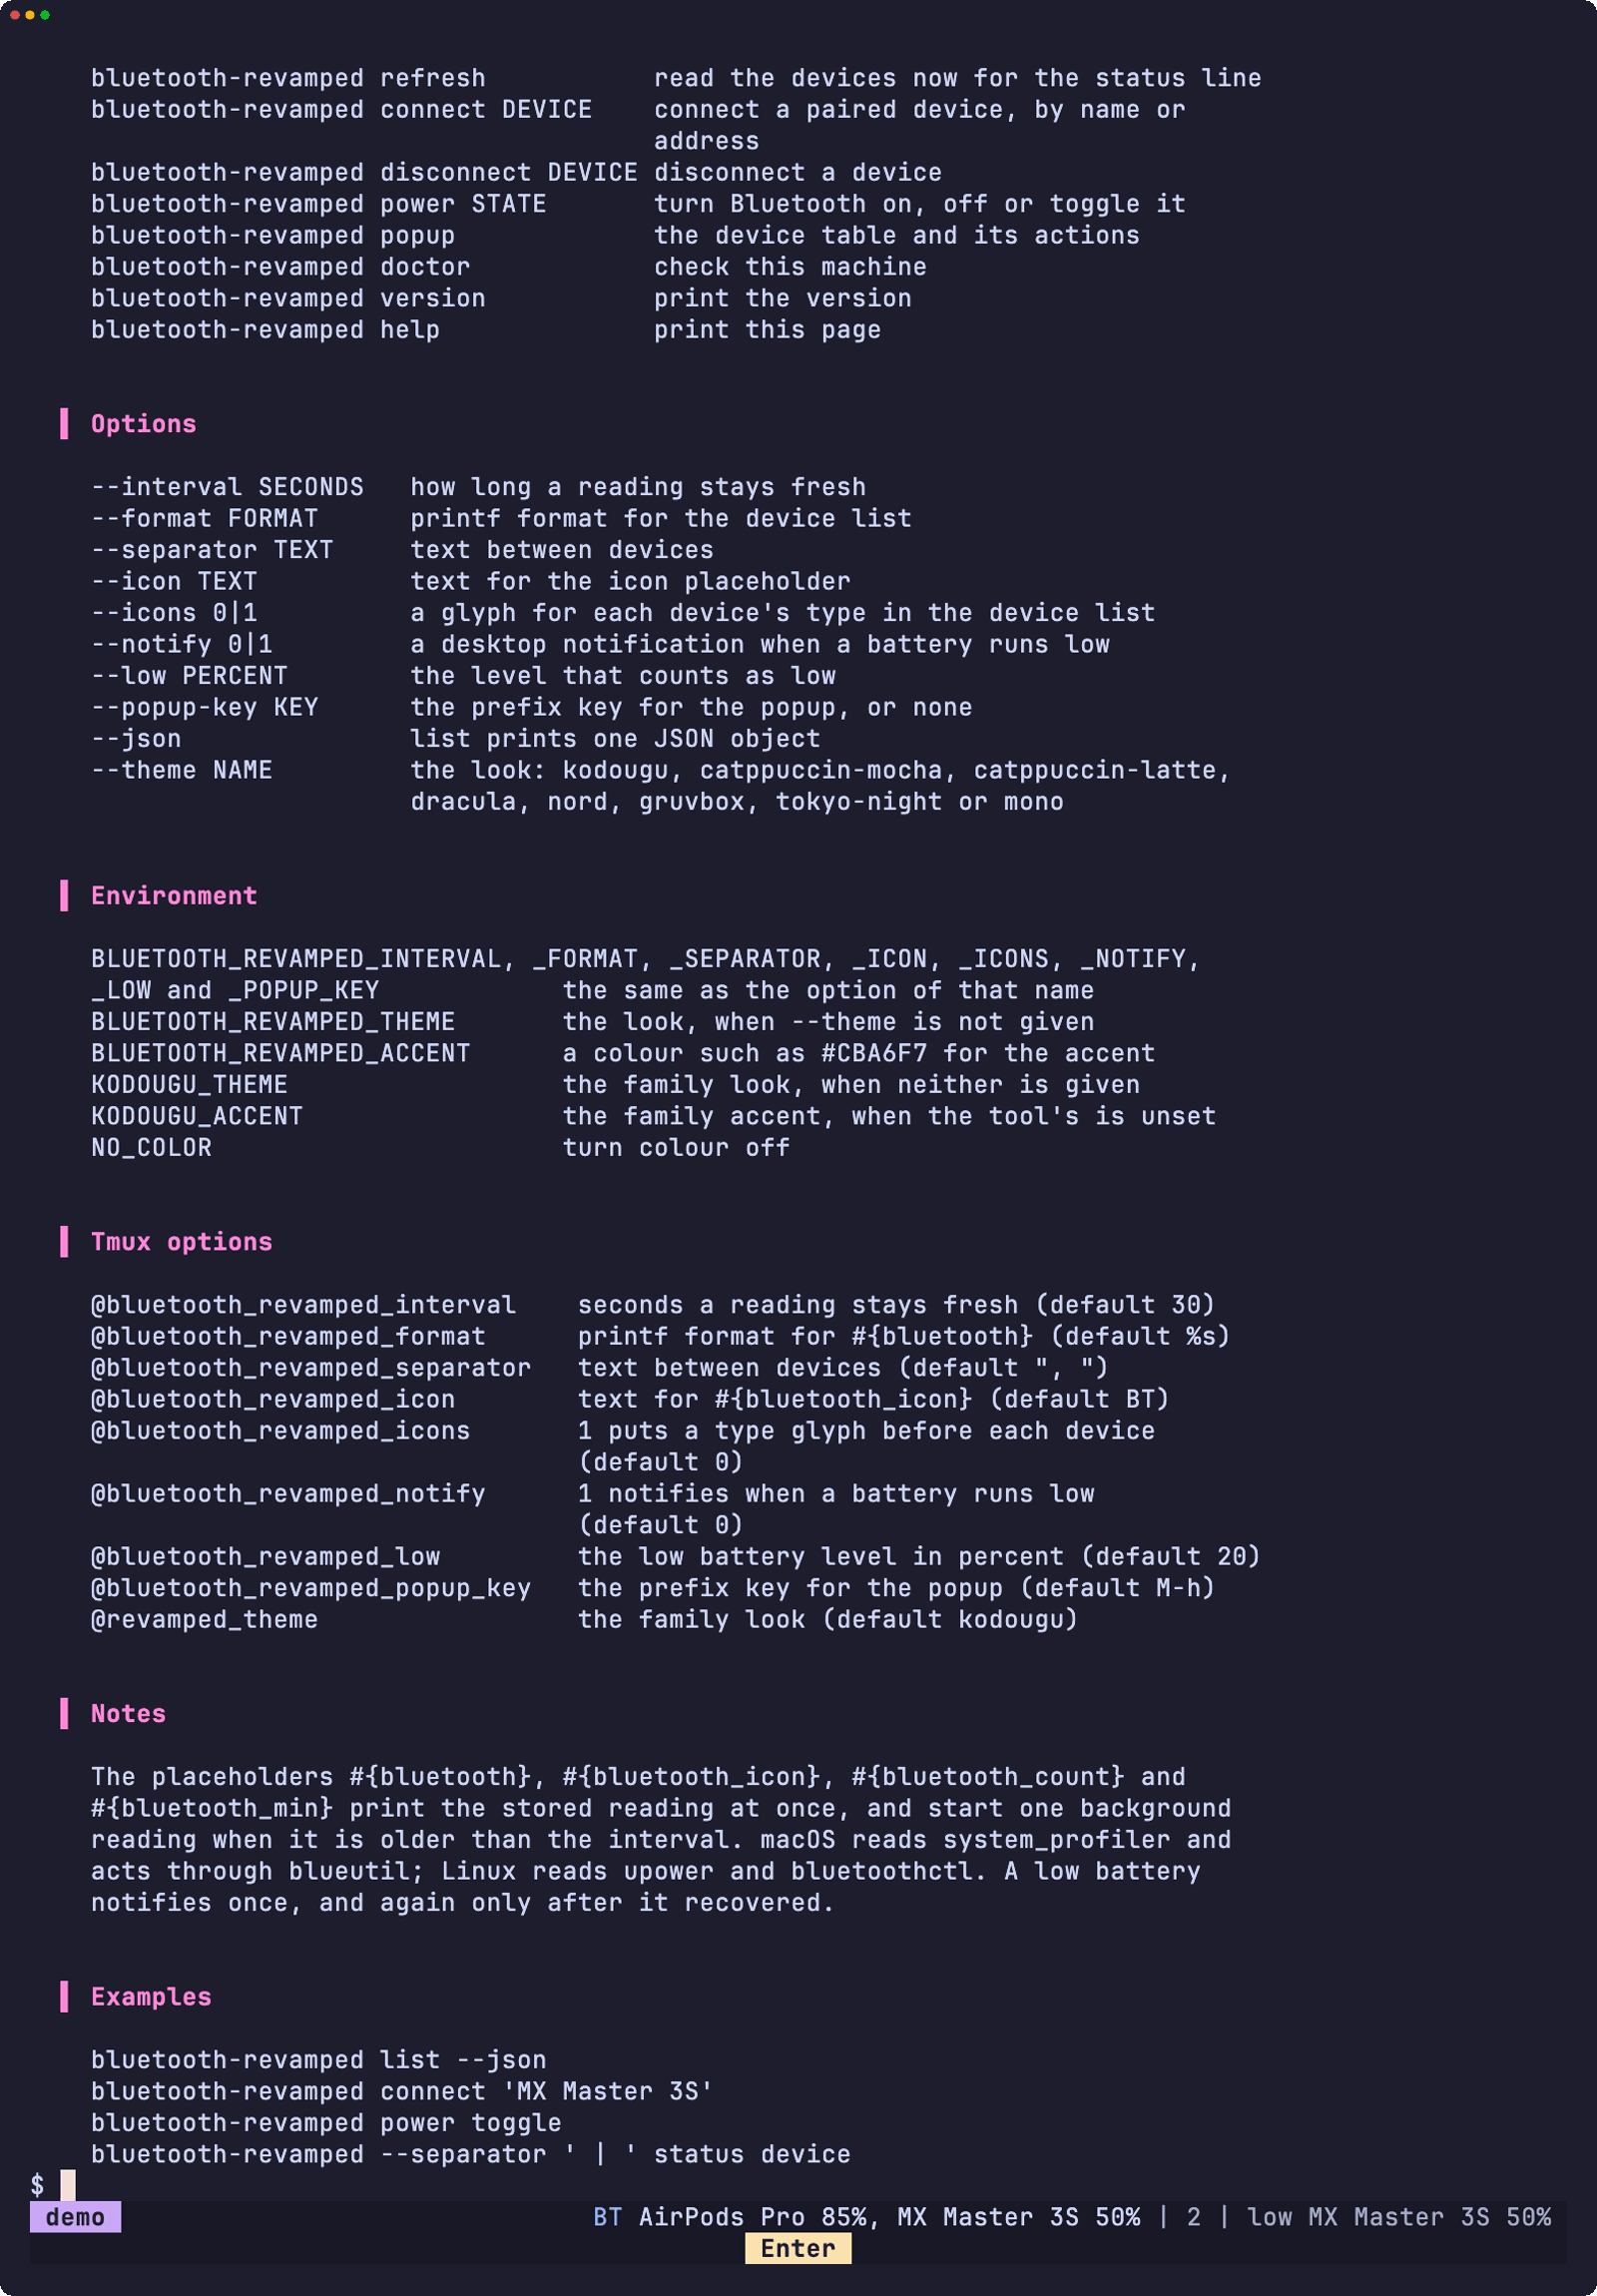 bluetooth-revamped refresh           read the devices now for the status line
bluetooth-revamped connect DEVICE    connect a paired device, by name or
                                     address
bluetooth-revamped disconnect DEVICE disconnect a device
bluetooth-revamped power STATE       turn Bluetooth on, off or toggle it
bluetooth-revamped popup             the device table and its actions
bluetooth-revamped doctor            check this machine
bluetooth-revamped version           print the version
bluetooth-revamped help              print this page
Options
--interval SECONDS   how long a reading stays fresh
--format FORMAT      printf format for the device list
--separator TEXT     text between devices
--icon TEXT          text for the icon placeholder
--icons 0|1          a glyph for each device's type in the device list
--notify 0|1         a desktop notification when a battery runs low
--low PERCENT        the level that counts as low
--popup-key KEY      the prefix key for the popup, or none
--json               list prints one JSON object
--theme NAME         the look: kodougu, catppuccin-mocha, catppuccin-latte,
                     dracula, nord, gruvbox, tokyo-night or mono
Environment
BLUETOOTH_REVAMPED_INTERVAL, _FORMAT, _SEPARATOR, _ICON, _ICONS, _NOTIFY,
_LOW and _POPUP_KEY            the same as the option of that name
BLUETOOTH_REVAMPED_THEME       the look, when --theme is not given
BLUETOOTH_REVAMPED_ACCENT      a colour such as #CBA6F7 for the accent
KODOUGU_THEME                  the family look, when neither is given
KODOUGU_ACCENT                 the family accent, when the tool's is unset
NO_COLOR                       turn colour off
Tmux options
@bluetooth_revamped_interval    seconds a reading stays fresh (default 30)
@bluetooth_revamped_format      printf format for #{bluetooth} (default %s)
@bluetooth_revamped_separator   text between devices (default ", ")
@bluetooth_revamped_icon        text for #{bluetooth_icon} (default BT)
@bluetooth_revamped_icons       1 puts a type glyph before each device
                                (default 0)
@bluetooth_revamped_notify      1 notifies when a battery runs low
                                (default 0)
@bluetooth_revamped_low         the low battery level in percent (default 20)
@bluetooth_revamped_popup_key   the prefix key for the popup (default M-h)
@revamped_theme                 the family look (default kodougu)
Notes
The placeholders #{bluetooth}, #{bluetooth_icon}, #{bluetooth_count} and
#{bluetooth_min} print the stored reading at once, and start one background
reading when it is older than the interval. macOS reads system_profiler and
acts through blueutil; Linux reads upower and bluetoothctl. A low battery
notifies once, and again only after it recovered.
Examples
bluetooth-revamped list --json
bluetooth-revamped connect 'MX Master 3S'
bluetooth-revamped power toggle
bluetooth-revamped --separator ' | ' status device
$
demo BT AirPods Pro 85%, MX Master 3S 50% | 2 | low MX Master 3S 50%
Enter